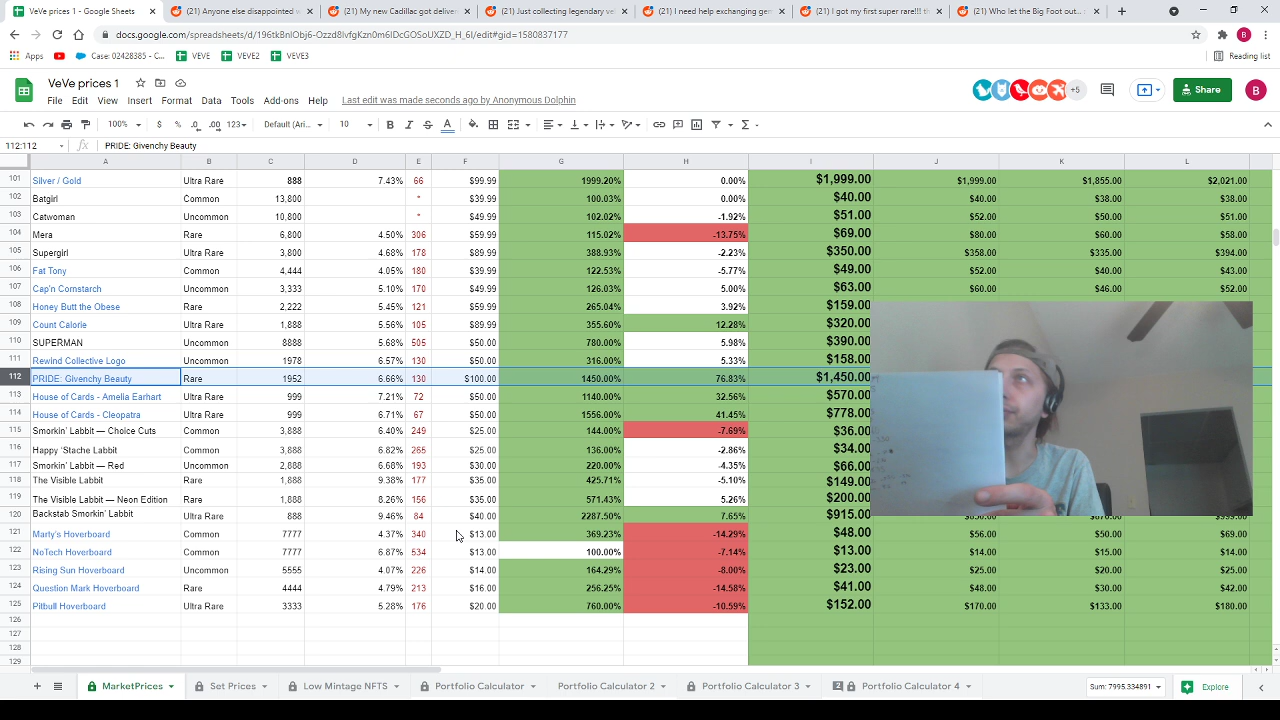 VeVe prices 1 - Google Sheets
(21) Anyone else disappointed w
(21) My new Cadillac got deliver
(21) Just collecting legendary ve
(21) I need help exchanging ge
(21) I got my first super rare!!! th
(21) Who let the Big Foot out..
docs.google.com/spreadsheets/d/
/edit#gid=1580837177
B
Apps
Case: 02428385 - C...
VEVE
VEVE2
VEVE3
Reading list
VeVe prices 1
File Edit View Insert Format Data Tools Add-ons Help
Last edit was made seconds ago by Anonymous Dolphin
+5
Share
B
100% $ % .0 .00 123 Default (Ari... 10 B I S A
112:112 fx PRIDE: Givenchy Beauty
A B C D E F G H I J K L
101 Silver / Gold Ultra Rare 888 7.43% 66 $99.99 1999.20% 0.00% $1,999.00 $1,999.00 $1,855.00 $2,021.00
102 Batgirl Common 13,800 * $39.99 100.03% 0.00% $40.00 $40.00 $38.00 $38.00
103 Catwoman Uncommon 10,800 * $49.99 102.02% -1.92% $51.00 $52.00 $50.00 $51.00
104 Mera Rare 6,800 4.50% 306 $59.99 115.02% -13.75% $69.00 $80.00 $60.00 $58.00
105 Supergirl Ultra Rare 3,800 4.68% 178 $89.99 388.93% -2.23% $350.00 $358.00 $335.00 $394.00
106 Fat Tony Common 4,444 4.05% 180 $39.99 122.53% -5.77% $49.00 $52.00 $40.00 $43.00
107 Cap'n Cornstarch Uncommon 3,333 5.10% 170 $49.99 126.03% 5.00% $63.00 $60.00 $46.00 $52.00
108 Honey Butt the Obese Rare 2,222 5.45% 121 $59.99 265.04% 3.92% $159.00
109 Count Calorie Ultra Rare 1,888 5.56% 105 $89.99 355.60% 12.28% $320.00
110 SUPERMAN Ultra Rare 8888 5.68% 505 $50.00 780.00% 5.98% $390.00
111 Rewind Collective Logo Uncommon 1978 6.57% 130 $50.00 316.00% 5.33% $158.00
112 PRIDE: Givenchy Beauty Rare 1952 6.66% 130 $100.00 1450.00% 76.83% $1,450.00
113 House of Cards - Amelia Earhart Ultra Rare 999 7.21% 72 $50.00 1140.00% 32.56% $570.00
114 House of Cards - Cleopatra Ultra Rare 999 6.71% 67 $50.00 1556.00% 41.45% $778.00
115 Smorkin' Labbit — Choice Cuts Common 3,888 6.40% 249 $25.00 144.00% -7.69% $36.00
116 Happy 'Stache Labbit Common 3,888 6.82% 265 $25.00 136.00% -2.86% $34.00
117 Smorkin' Labbit - Red Uncommon 2,888 6.68% 193 $30.00 220.00% -4.35% $66.00
118 The Visible Labbit Rare 1,888 9.38% 177 $35.00 425.71% -5.10% $149.00
119 The Visible Labbit — Neon Edition Rare 1,888 8.26% 156 $35.00 571.43% 5.26% $200.00
120 Backstab Smorkin' Labbit Ultra Rare 888 9.46% 84 $40.00 2287.50% 7.65% $915.00
121 Marty's Hoverboard Common 7777 4.37% 340 $13.00 369.23% -14.29% $48.00 $56.00 $50.00 $69.00
122 NoTech Hoverboard Common 7777 6.87% 534 $13.00 100.00% -7.14% $13.00 $14.00 $15.00 $14.00
123 Rising Sun Hoverboard Uncommon 5555 4.07% 226 $14.00 164.29% -8.00% $23.00 $25.00 $20.00 $25.00
124 Question Mark Hoverboard Rare 4444 4.79% 213 $16.00 256.25% -14.58% $41.00 $48.00 $30.00 $42.00
125 Pitbull Hoverboard Ultra Rare 3333 5.28% 176 $20.00 760.00% -10.59% $152.00 $170.00 $133.00 $180.00
126
127
128
129
MarketPrices Set Prices Low Mintage NFTS Portfolio Calculator Portfolio Calculator 2 Portfolio Calculator 3 2 Portfolio Calculator 4 Sum: 7995.334891 Explore